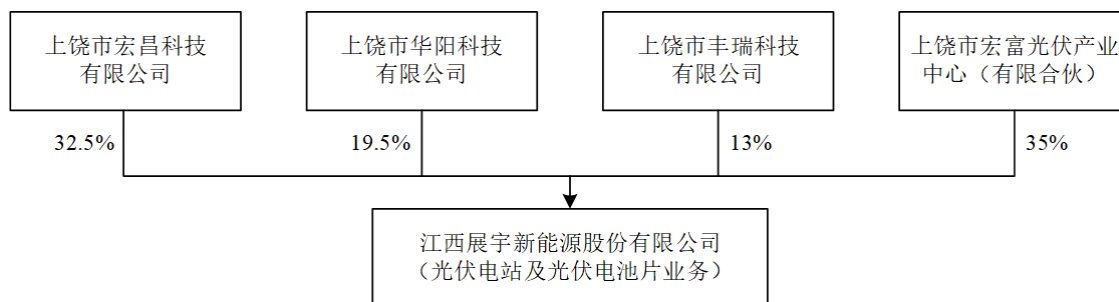 上饶市宏昌科技
有限公司
上饶市华阳科技
有限公司
上饶市丰瑞科技
有限公司
上饶市宏富光伏产业
中心（有限合伙）
32.5%
19.5%
13%
35%
江西展宇新能源股份有限公司
（光伏电站及光伏电池片业务）